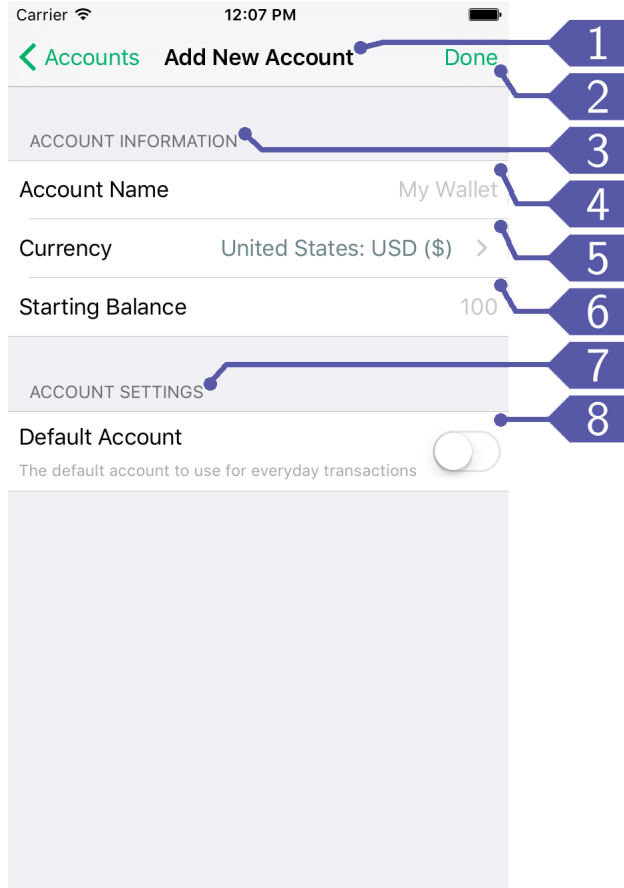 Carrier 12:07 PM
Accounts Add New Account Done
ACCOUNT INFORMATION
Account Name My Wallet
Currency United States: USD ($)
Starting Balance 100
ACCOUNT SETTINGS
Default Account
The default account to use for everyday transactions
1
2
3
4
5
6
7
8